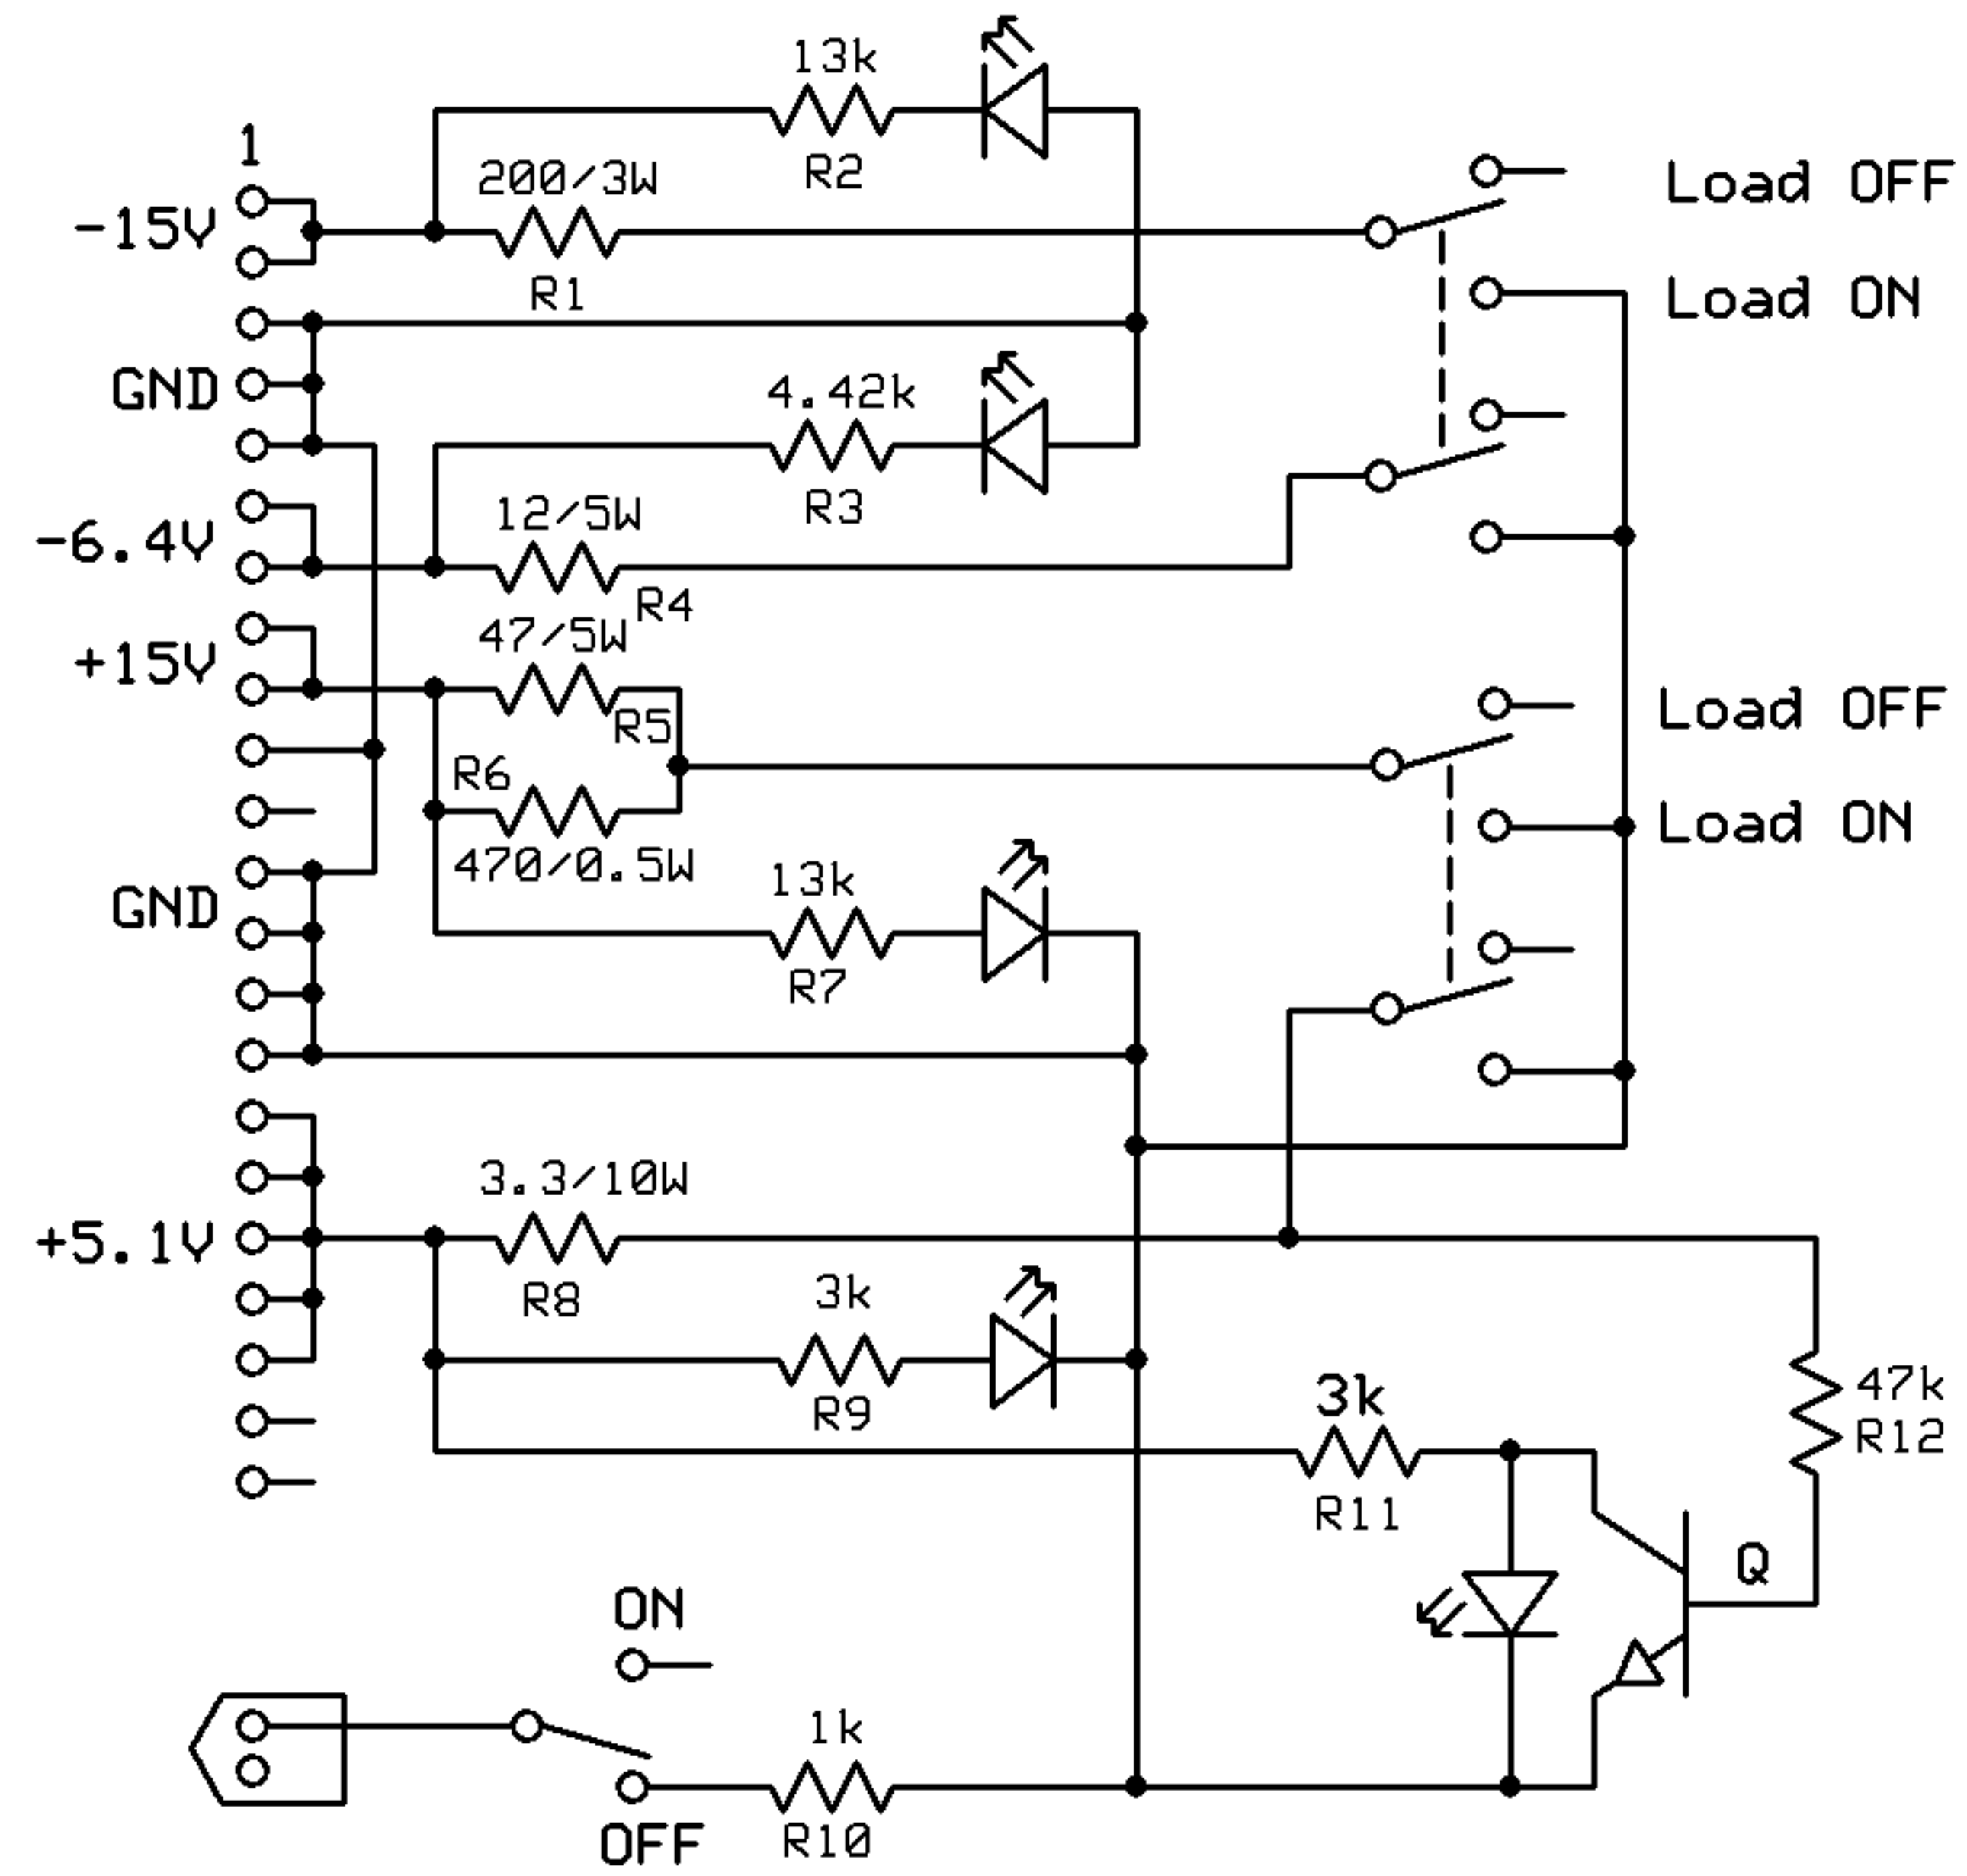 13k
1
R2
200/3W
Load OFF
-15V
R1
Load ON
GND
4.42k
R3
12/5W
-6.4V
R4
47/5W
+15V
R5
Load OFF
R6
Load ON
470/0.5W
13k
GND
R7
3.3/10W
+5.1V
R8
3k
R9
3k
47k
R12
R11
Q
ON
1k
OFF
R10